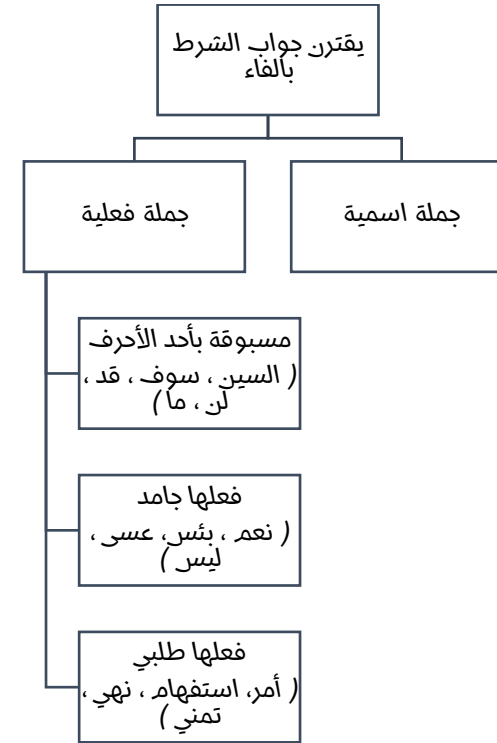 يقترن جواب الشرط
بالفاء
جملة اسمية
جملة فعلية
مسبوقة بأحد الأحرف
( السين ، سوف ، قد ،
لن ، ما )
فعلها جامد
( نعم ، بئس، عسى ،
ليس )
فعلها طلبي
( أمر، استفهام ، نهي ،
تمني )